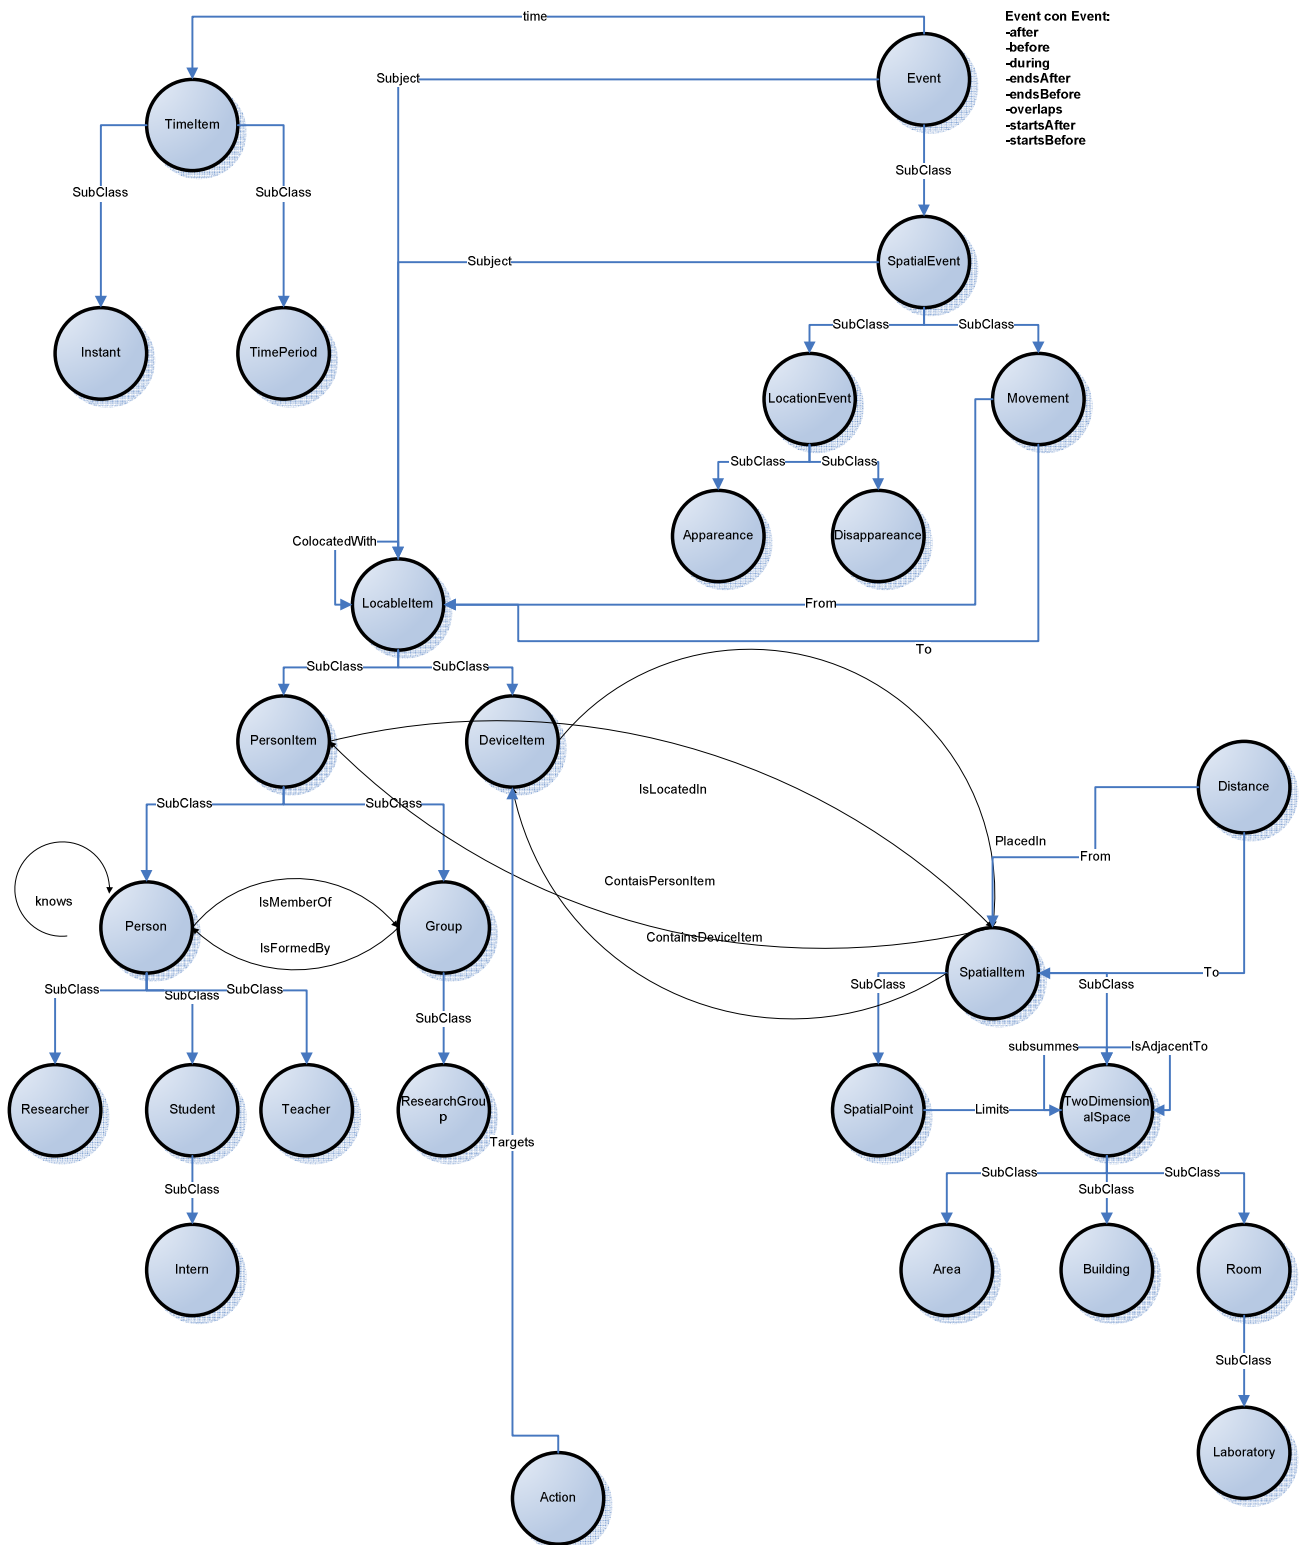 time
Event con Event:
-after
-before
-during
-endsAfter
-endsBefore
-overlaps
-startsAfter
-startsBefore
Subject
Event
TimeItem
SubClass
SubClass
SubClass
Subject
SpatialEvent
SubClass
SubClass
Instant
TimePeriod
LocationEvent
Movement
SubClass
SubClass
Appareance
Disappareance
ColocatedWith
LocableItem
From
To
SubClass
SubClass
PersonItem
DeviceItem
IsLocatedIn
Distance
SubClass
SubClass
PlacedIn
From
ContaisPersonItem
knows
IsMemberOf
Person
Group
IsFormedBy
ContainsDeviceItem
SpatialItem
To
SubClass
SubClass
SubClass
SubClass
SubClass
SubClass
subsummes
IsAdjacentTo
Researcher
Student
Teacher
ResearchGrou
p
SpatialPoint
Limits
TwoDimension
alSpace
Targets
SubClass
SubClass
SubClass
SubClass
Intern
Area
Building
Room
SubClass
Laboratory
Action